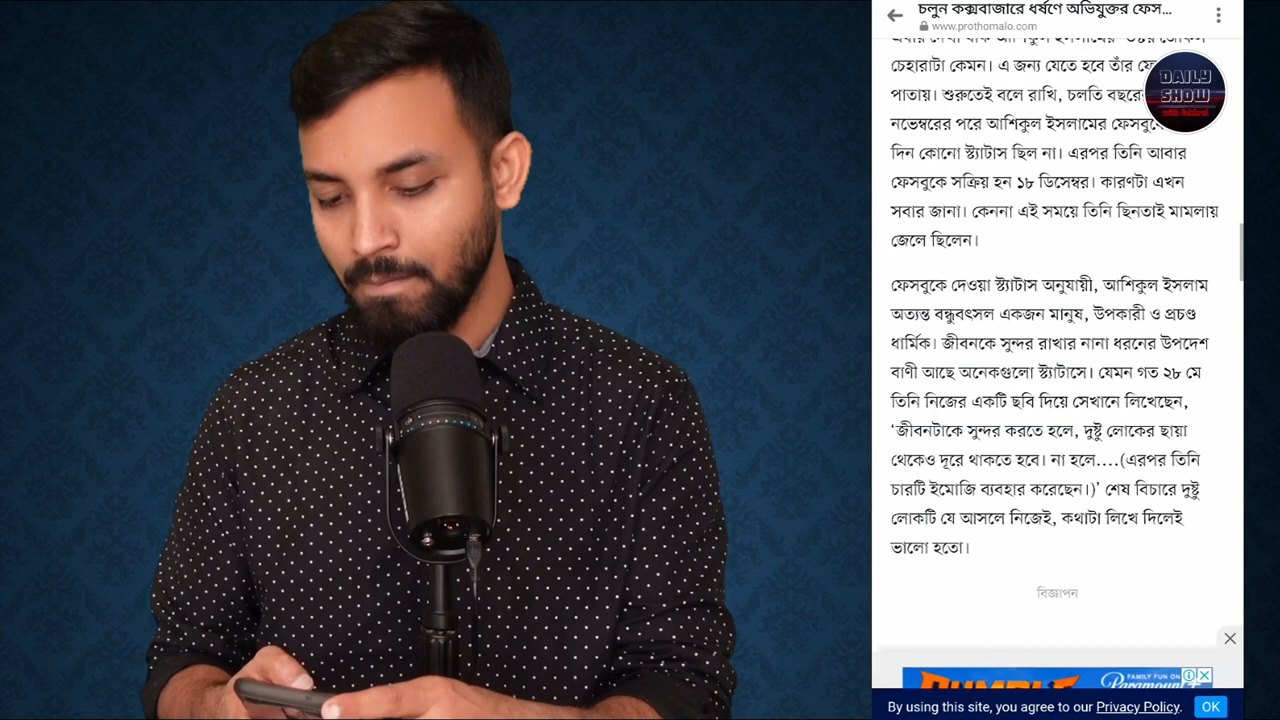 চলুন কক্সবাজারে ধর্ষণে অভিযুক্তর ফেস...
www.prothomalo.com
চেহারাটা কেমন। এ জন্য যেতে হবে তাঁর
পাতায়। শুরুতেই বলে রাখি, চলতি
নভেম্বরের পরে আশিকুল ইসলামের
দিন কোনো স্ট্যাটাস ছিল না। এরপর তিনি আবার
ফেসবুকে সক্রিয় হন ১৮ ডিসেম্বর। কারণটা এখন
সবার জানা। কেননা এই সময়ে তিনি ছিনতাই মামলায়
জেলে ছিলেন।
ফেসবুকে দেওয়া স্ট্যাটাস অনুযায়ী, আশিকুল ইসলাম
অত্যন্ত বন্ধুবৎসল একজন মানুষ, উপকারী ও প্রচণ্ড
ধার্মিক। জীবনকে সুন্দর রাখার নানা ধরনের উপদেশ
বাণী আছে অনেকগুলো স্ট্যাটাসে। যেমন গত ২৮ মে
তিনি নিজের একটি ছবি দিয়ে সেখানে লিখেছেন,
‘জীবনটাকে সুন্দর করতে হলে, দুষ্টু লোকের ছায়া
থেকেও দূরে থাকতে হবে। না হলে....(এরপর তিনি
চারটি ইমোজি ব্যবহার করেছেন।)’ শেষ বিচারে দুষ্টু
লোকটি যে আসলে নিজেই, কথাটা লিখে দিলেই
ভালো হতো।
বিজ্ঞাপন
DAILY
SHOW
FAMILY FUN ON
Paramount+
By using this site, you agree to our Privacy Policy. OK